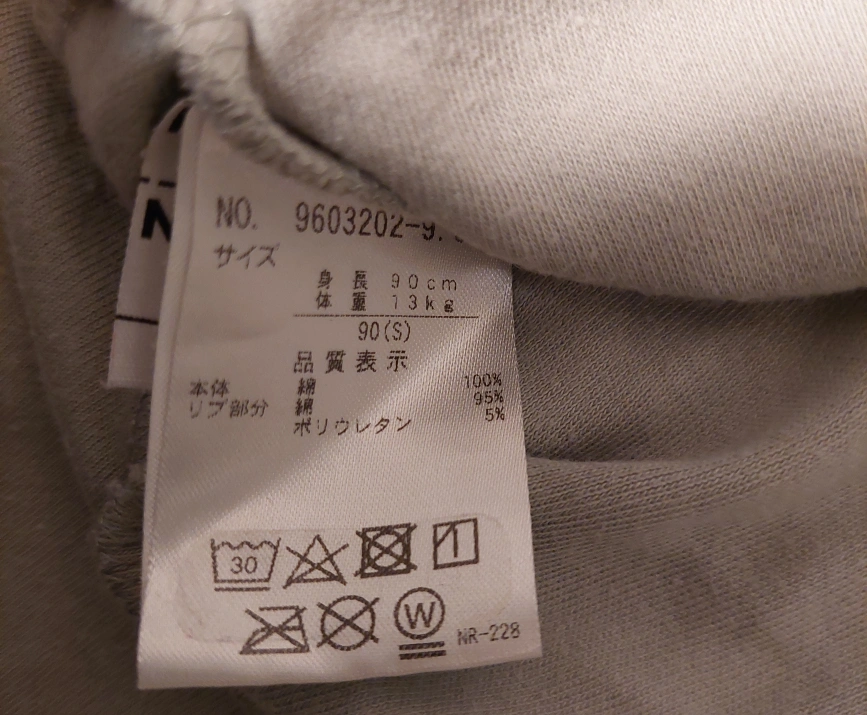 N
NO. 9603202-9
サイズ
身長 90cm
体重 13kg
90(S)
品質表示
本体 綿 100%
リブ部分 綿 95%
ポリウレタン 5%
30
W
NR-228